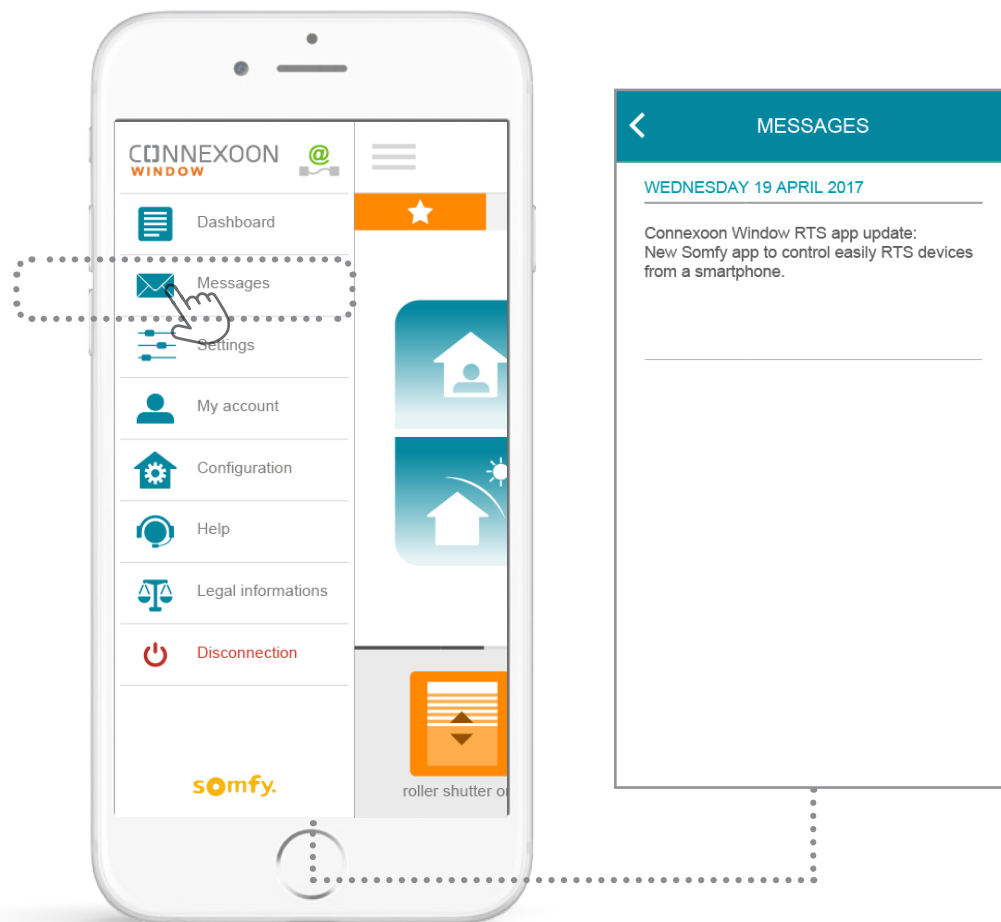 CONNEXOON
WINDOW
@
Dashboard
Messages
Settings
My account
Configuration
Help
Legal informations
Disconnection
somfy.
roller shutter o
MESSAGES
WEDNESDAY 19 APRIL 2017
Connexoon Window RTS app update:
New Somfy app to control easily RTS devices
from a smartphone.